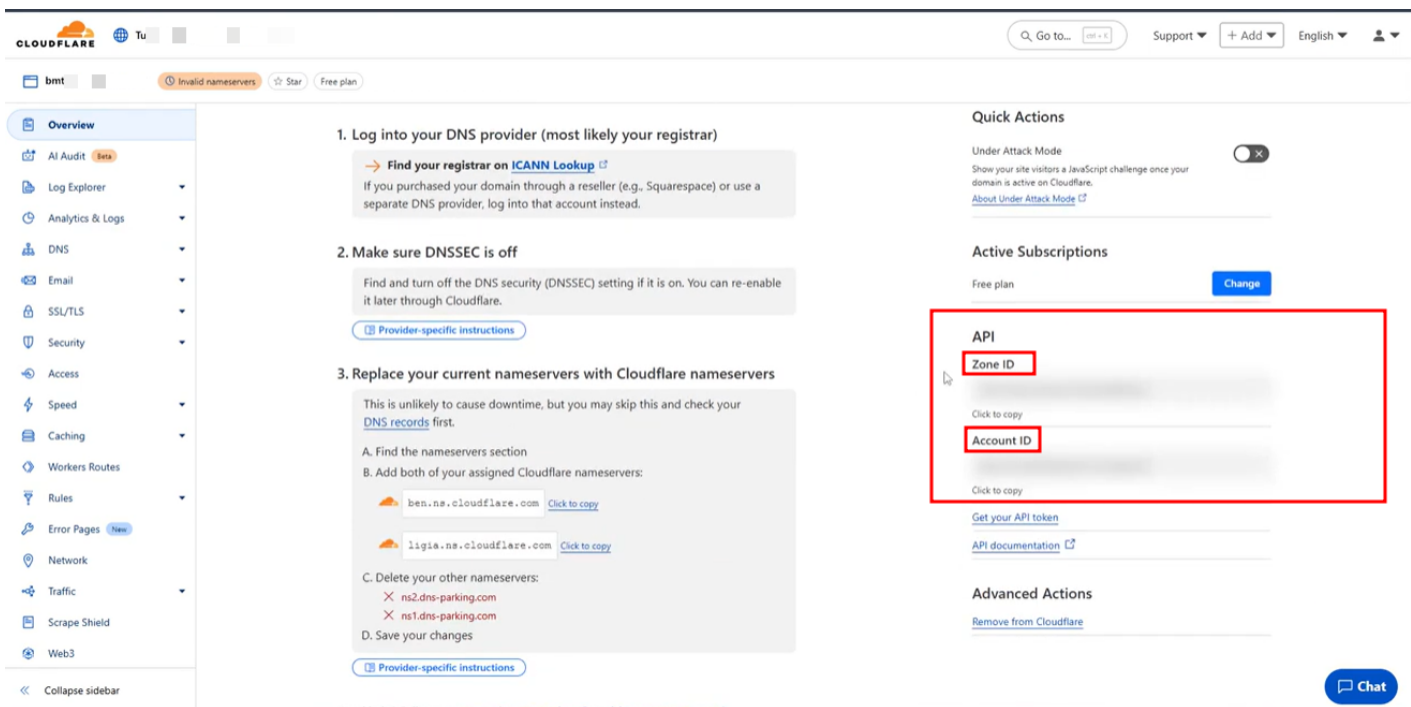 CLOUDFLARE
Tu
Go to...
ctrl + K
Support
+ Add
English
bmt
Invalid nameservers
Star
Free plan
Overview
AI Audit Beta
Log Explorer
Analytics & Logs
DNS
Email
SSL/TLS
Security
Access
Speed
Caching
Workers Routes
Rules
Error Pages New
Network
Traffic
Scrape Shield
Web3
Collapse sidebar
1. Log into your DNS provider (most likely your registrar)
Find your registrar on ICANN Lookup
If you purchased your domain through a reseller (e.g., Squarespace) or use a
separate DNS provider, log into that account instead.
2. Make sure DNSSEC is off
Find and turn off the DNS security (DNSSEC) setting if it is on. You can re-enable
it later through Cloudflare.
Provider-specific instructions
3. Replace your current nameservers with Cloudflare nameservers
This is unlikely to cause downtime, but you may skip this and check your
DNS records first.
A. Find the nameservers section
B. Add both of your assigned Cloudflare nameservers:
ben.ns.cloudflare.com Click to copy
ligia.ns.cloudflare.com Click to copy
C. Delete your other nameservers:
ns2.dns-parking.com
ns1.dns-parking.com
D. Save your changes
Provider-specific instructions
Quick Actions
Under Attack Mode
Show your site visitors a JavaScript challenge once your
domain is active on Cloudflare.
About Under Attack Mode
Active Subscriptions
Free plan
Change
API
Zone ID
Click to copy
Account ID
Click to copy
Get your API token
API documentation
Advanced Actions
Remove from Cloudflare
Chat